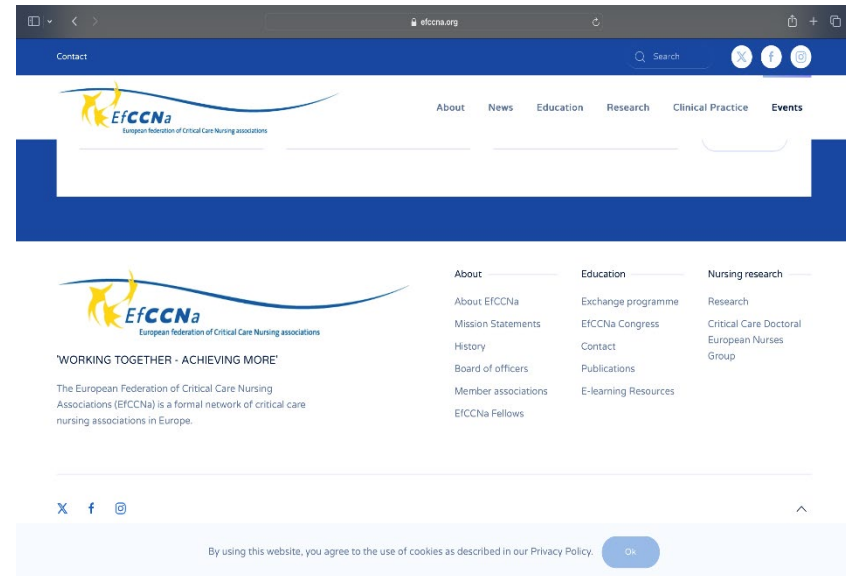 efccna.org
Contact
Search
EfCCNa
European federation of Critical Care Nursing associations
About News Education Research Clinical Practice Events
EfCCNa
European federation of Critical Care Nursing associations
'WORKING TOGETHER - ACHIEVING MORE'
The European Federation of Critical Care Nursing
Associations (EfCCNa) is a formal network of critical care
nursing associations in Europe.
About
About EfCCNa
Mission Statements
History
Board of officers
Member associations
EfCCNa Fellows
Education
Exchange programme
EfCCNa Congress
Contact
Publications
E-learning Resources
Nursing research
Research
Critical Care Doctoral
European Nurses
Group
By using this website, you agree to the use of cookies as described in our Privacy Policy.
Ok